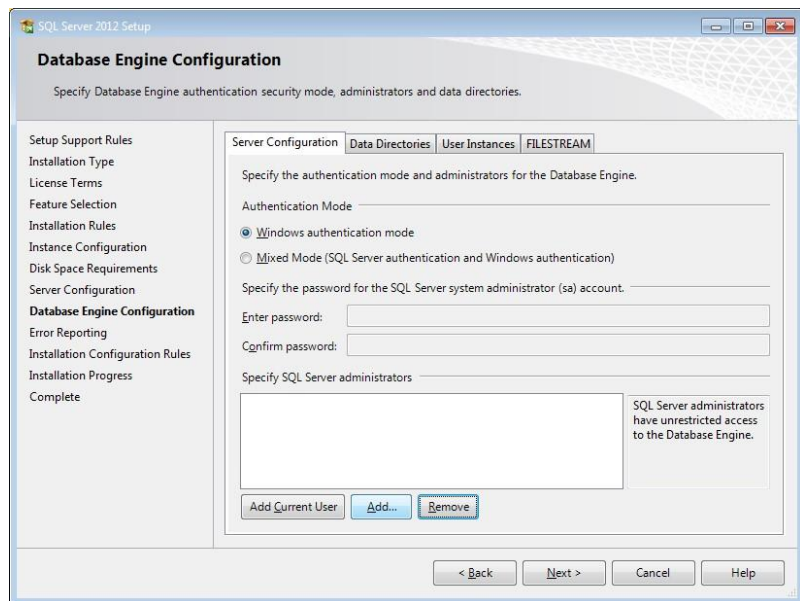 SQL Server 2012 Setup
Database Engine Configuration
Specify Database Engine authentication security mode, administrators and data directories.
Setup Support Rules
Installation Type
License Terms
Feature Selection
Installation Rules
Instance Configuration
Disk Space Requirements
Server Configuration
Database Engine Configuration
Error Reporting
Installation Configuration Rules
Installation Progress
Complete
Server Configuration Data Directories User Instances FILESTREAM
Specify the authentication mode and administrators for the Database Engine.
Authentication Mode
Windows authentication mode
Mixed Mode (SQL Server authentication and Windows authentication)
Specify the password for the SQL Server system administrator (sa) account.
Enter password:
Confirm password:
Specify SQL Server administrators
SQL Server administrators
have unrestricted access
to the Database Engine.
Add Current User Add... Remove
< Back Next > Cancel Help